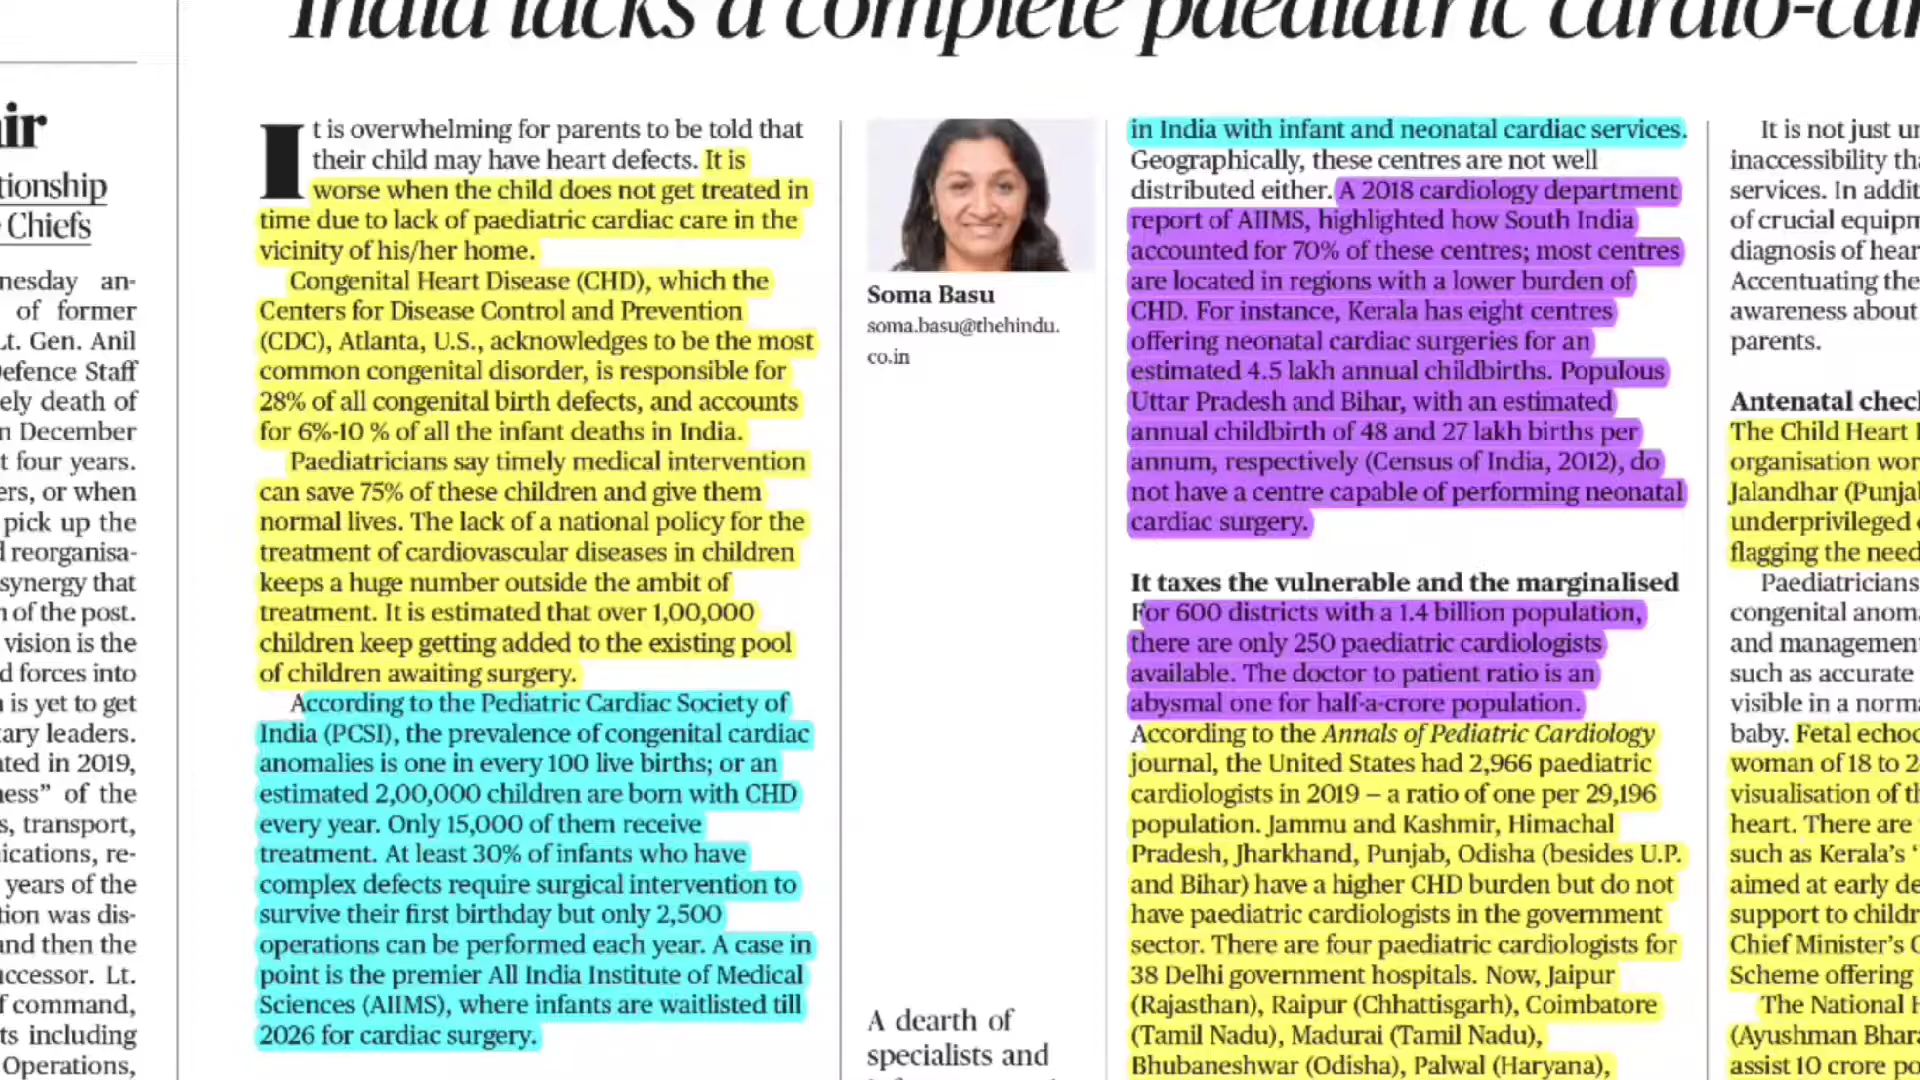 India lacks a complete paediatric cardio-car
air
tionship
Chiefs
nesday an-
of former
Lt. Gen. Anil
Defence Staff
ely death of
n December
t four years.
ers, or when
pick up the
d reorganisa-
synergy that
n of the post.
vision is the
d forces into
is yet to get
tary leaders.
ated in 2019,
ness” of the
s, transport,
ications, re-
years of the
tion was dis-
and then the
uccessor. Lt.
f command,
ts including
Operations,
It is overwhelming for parents to be told that
their child may have heart defects. It is
worse when the child does not get treated in
time due to lack of paediatric cardiac care in the
vicinity of his/her home.
Congenital Heart Disease (CHD), which the
Centers for Disease Control and Prevention
(CDC), Atlanta, U.S., acknowledges to be the most
common congenital disorder, is responsible for
28% of all congenital birth defects, and accounts
for 6%-10 % of all the infant deaths in India.
Paediatricians say timely medical intervention
can save 75% of these children and give them
normal lives. The lack of a national policy for the
treatment of cardiovascular diseases in children
keeps a huge number outside the ambit of
treatment. It is estimated that over 1,00,000
children keep getting added to the existing pool
of children awaiting surgery.
According to the Pediatric Cardiac Society of
India (PCSI), the prevalence of congenital cardiac
anomalies is one in every 100 live births; or an
estimated 2,00,000 children are born with CHD
every year. Only 15,000 of them receive
treatment. At least 30% of infants who have
complex defects require surgical intervention to
survive their first birthday but only 2,500
operations can be performed each year. A case in
point is the premier All India Institute of Medical
Sciences (AIIMS), where infants are waitlisted till
2026 for cardiac surgery.
Soma Basu
soma.basu@thehindu.
co.in
A dearth of
specialists and
in India with infant and neonatal cardiac services.
Geographically, these centres are not well
distributed either. A 2018 cardiology department
report of AIIMS, highlighted how South India
accounted for 70% of these centres; most centres
are located in regions with a lower burden of
CHD. For instance, Kerala has eight centres
offering neonatal cardiac surgeries for an
estimated 4.5 lakh annual childbirths. Populous
Uttar Pradesh and Bihar, with an estimated
annual childbirth of 48 and 27 lakh births per
annum, respectively (Census of India, 2012), do
not have a centre capable of performing neonatal
cardiac surgery.
It taxes the vulnerable and the marginalised
For 600 districts with a 1.4 billion population,
there are only 250 paediatric cardiologists
available. The doctor to patient ratio is an
abysmal one for half-a-crore population.
According to the Annals of Pediatric Cardiology
journal, the United States had 2,966 paediatric
cardiologists in 2019 – a ratio of one per 29,196
population. Jammu and Kashmir, Himachal
Pradesh, Jharkhand, Punjab, Odisha (besides U.P.
and Bihar) have a higher CHD burden but do not
have paediatric cardiologists in the government
sector. There are four paediatric cardiologists for
38 Delhi government hospitals. Now, Jaipur
(Rajasthan), Raipur (Chhattisgarh), Coimbatore
(Tamil Nadu), Madurai (Tamil Nadu),
Bhubaneshwar (Odisha), Palwal (Haryana),
It is not just un
inaccessibility tha
services. In addit
of crucial equipm
diagnosis of hear
Accentuating the
awareness about
parents.
Antenatal chec
The Child Heart
organisation wor
Jalandhar (Punjab
underprivileged
flagging the need
Paediatricians
congenital anoma
and management
such as accurate
visible in a norma
baby. Fetal echoc
woman of 18 to 2
visualisation of th
heart. There are
such as Kerala’s ‘
aimed at early de
support to childr
Chief Minister’s C
Scheme offering
The National H
(Ayushman Bhara
assist 10 crore po